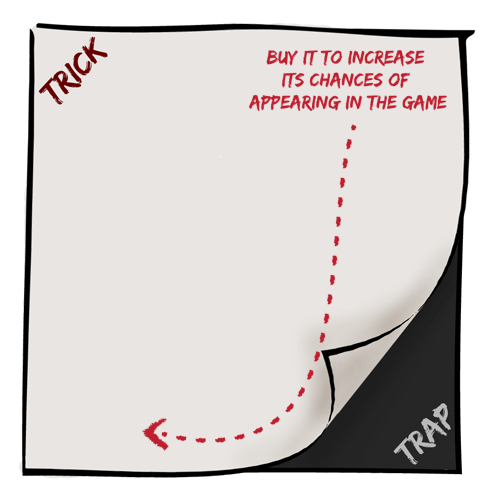 TRICK
BUY IT TO INCREASE
ITS CHANCES OF
APPEARING IN THE GAME
TRAP